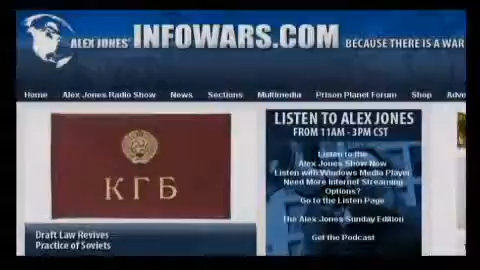 ALEX JONES' INFOWARS.COM BECAUSE THERE IS A WAR
Home Alex Jones Radio Show News Sections Multimedia Prison Planet Forum Shop Adve
LISTEN TO ALEX JONES
FROM 11AM - 3PM CST
Listen to the
Alex Jones Show Now
Listen with Windows Media Player
Need More Internet Streaming
Options?
Go to the Listen Page
The Alex Jones Sunday Edition
Get the Podcast
КГБ
Draft Law Revives
Practice of Soviets